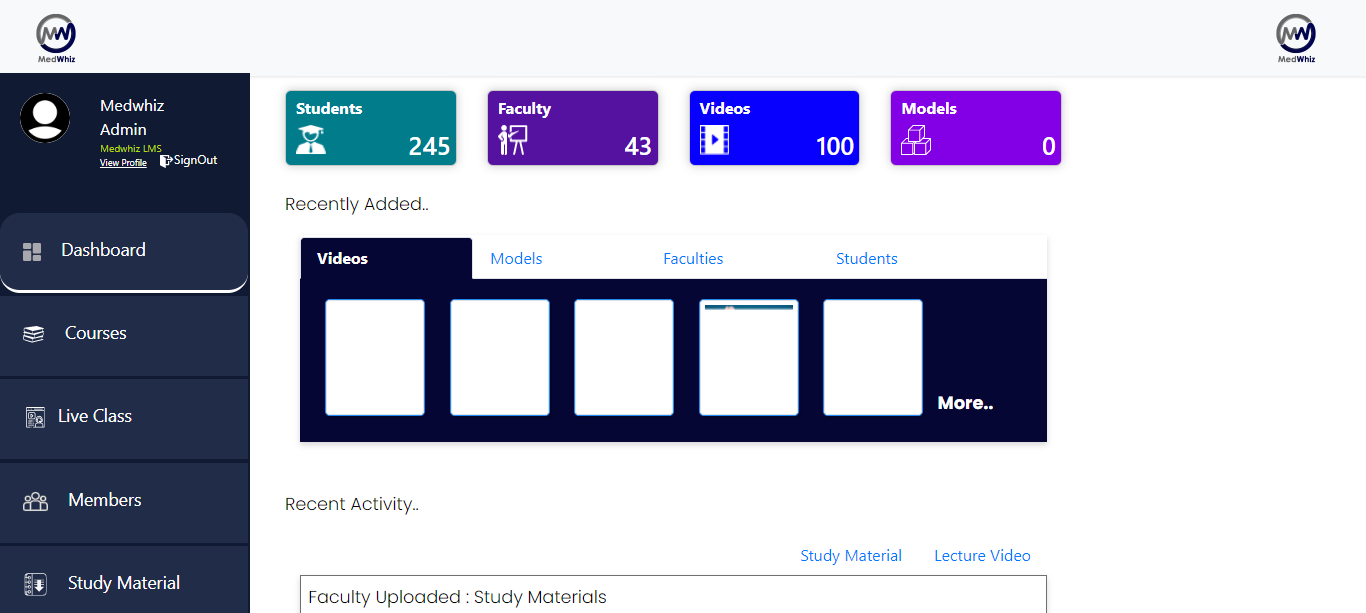 MW
MedWhiz
MW
MedWhiz
Medwhiz
Admin
Medwhiz LMS
View Profile SignOut
Dashboard
Courses
Live Class
Members
Study Material
Students
245
Faculty
43
Videos
100
Models
0
Recently Added..
Videos Models Faculties Students
More..
Recent Activity..
Study Material Lecture Video
Faculty Uploaded : Study Materials